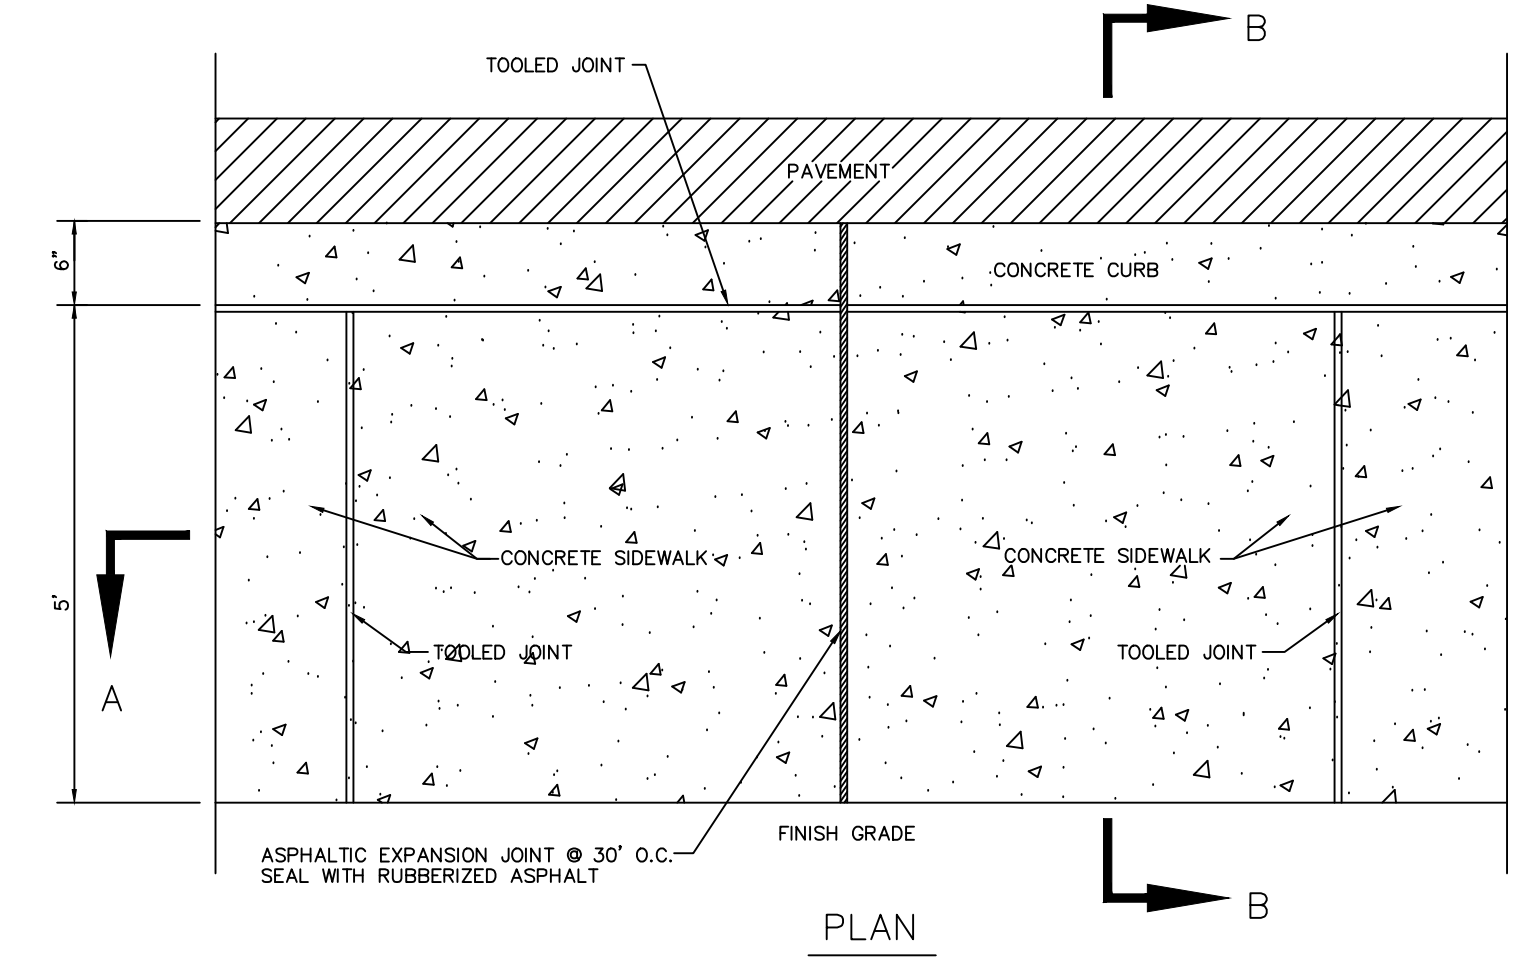 B
TOOLED JOINT
PAVEMENT
6"
CONCRETE CURB
CONCRETE SIDEWALK
CONCRETE SIDEWALK
5'
TOOLED JOINT
TOOLED JOINT
A
FINISH GRADE
ASPHALTIC EXPANSION JOINT @ 30' O.C.
SEAL WITH RUBBERIZED ASPHALT
B
PLAN